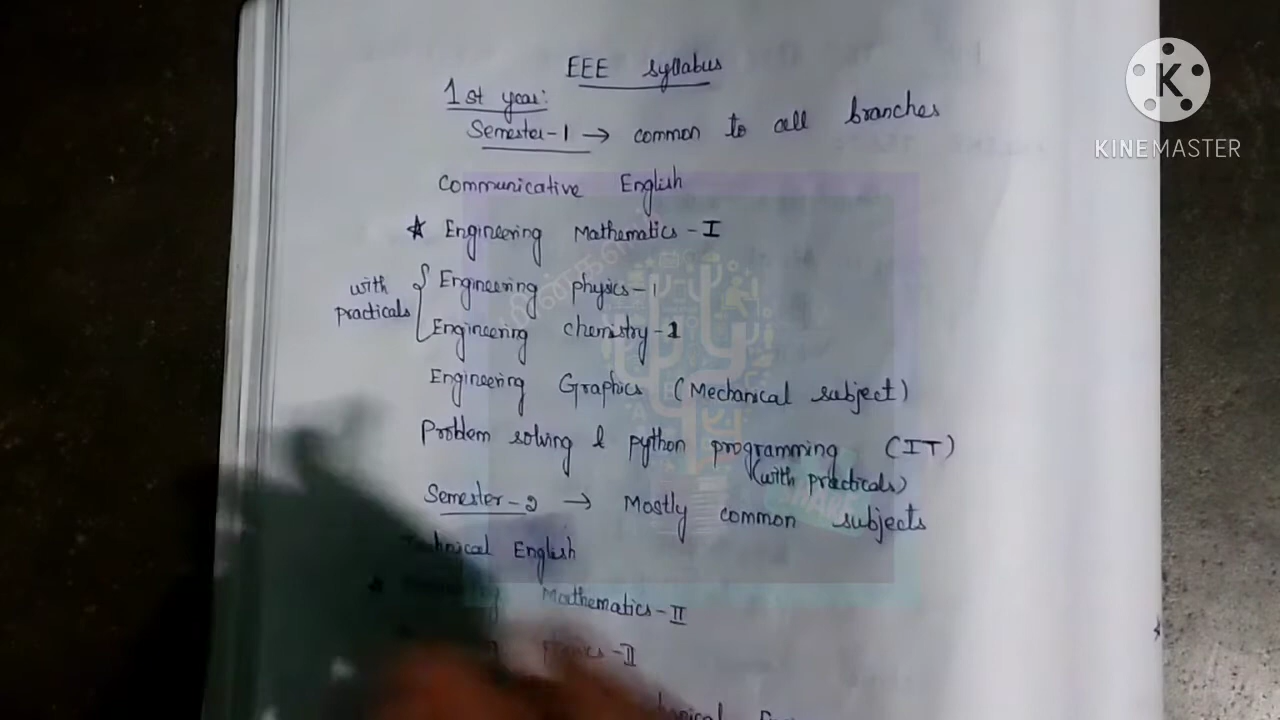 EEE syllabus
1st year:
Semester-1 → common to all branches
Communicative English
★ Engineering Mathematics - I
with practicals { Engineering physics-1
Engineering chemistry-1
Engineering Graphics (Mechanical subject)
Problem solving & python programming (IT)
(with practicals)
Semester-2 → Mostly common subjects
Technical English
Mathematics-II
-II
KINEMASTER